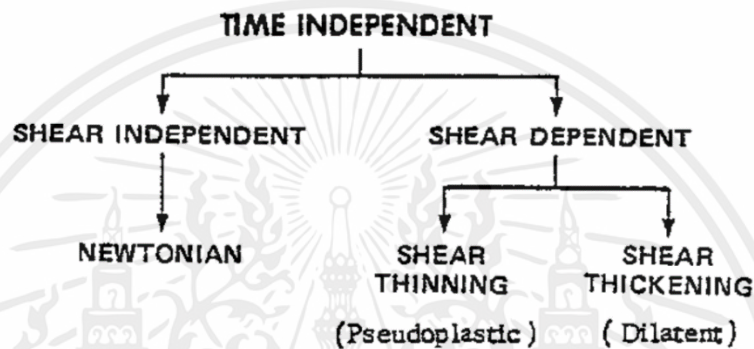 TIME INDEPENDENT
SHEAR INDEPENDENT
SHEAR DEPENDENT
NEWTONIAN
SHEAR
THINNING
(Pseudoplastic)
SHEAR
THICKENING
( Dilatent)